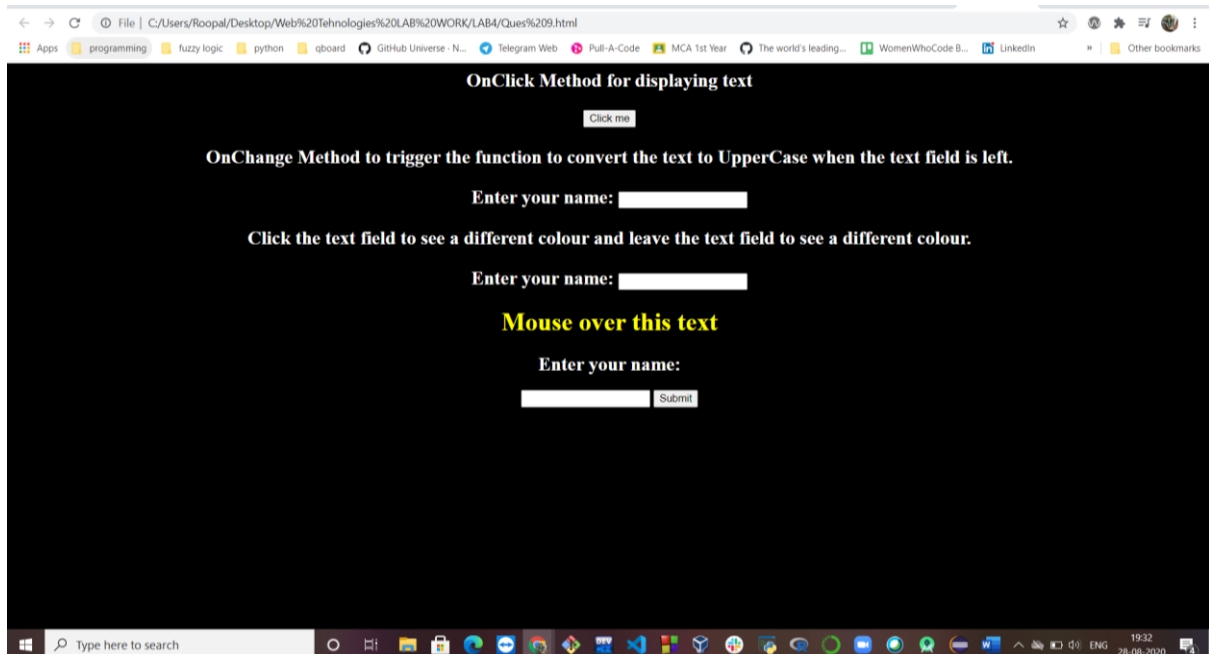 File | C:/Users/Roopal/Desktop/Web%20Tehnologies%20LAB%20WORK/LAB4/Ques%209.html
Apps programming fuzzy logic python qboard GitHub Universe - N... Telegram Web Pull-A-Code MCA 1st Year The world's leading... WomenWhoCode B... LinkedIn » Other bookmarks
OnClick Method for displaying text
Click me
OnChange Method to trigger the function to convert the text to UpperCase when the text field is left.
Enter your name:
Click the text field to see a different colour and leave the text field to see a different colour.
Enter your name:
Mouse over this text
Enter your name:
Submit
Type here to search ENG 19:32
28-08-2020